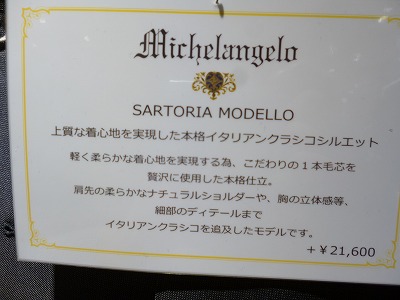 Michelangelo
SARTORIA MODELLO
上質な着心地を実現した本格イタリアンクラシコシルエット
軽く柔らかな着心地を実現する為、こだわりの1本毛芯を
贅沢に使用した本格仕立。
肩先の柔らかなナチュラルショルダーや、胸の立体感等、
細部のディテールまで
イタリアンクラシコを追及したモデルです。
+¥21,600